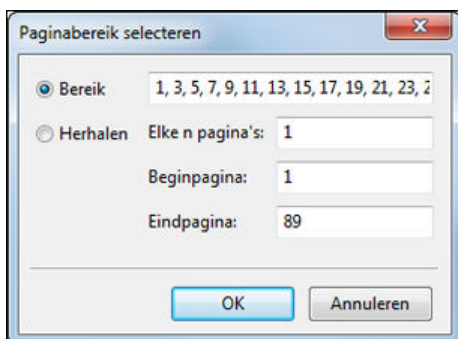 Paginabereik selecteren
Bereik 1, 3, 5, 7, 9, 11, 13, 15, 17, 19, 21, 23,
Herhalen Elke n pagina's: 1
Beginpagina: 1
Eindpagina: 89
OK Annuleren